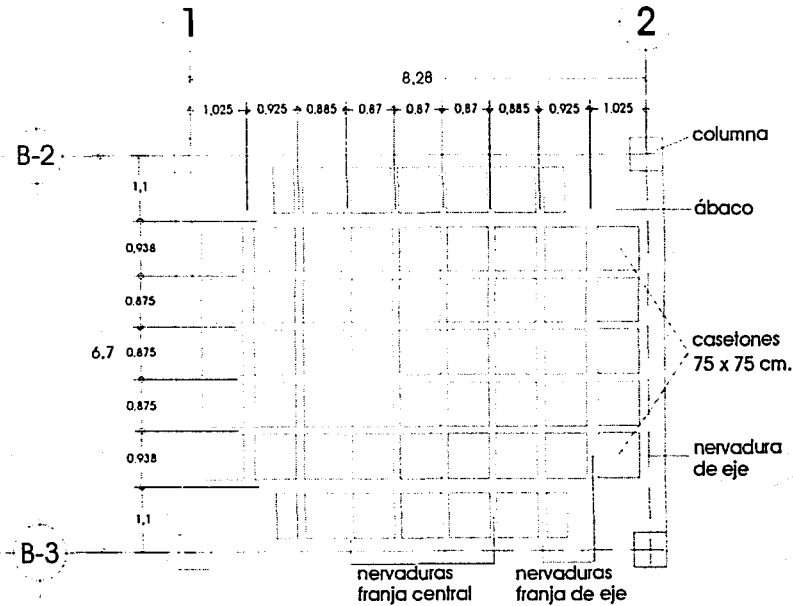 1
2
8,28
1,025 0,925 0,885 0,87 0,87 0,87 0,885 0,925 1,025
B-2
columna
1,1
ábaco
0,938
0,875
6,7 0,875
casetones
75 x 75 cm.
0,875
0,938
nervadura
de eje
1,1
B-3
nervaduras
franja central
nervaduras
franja de eje